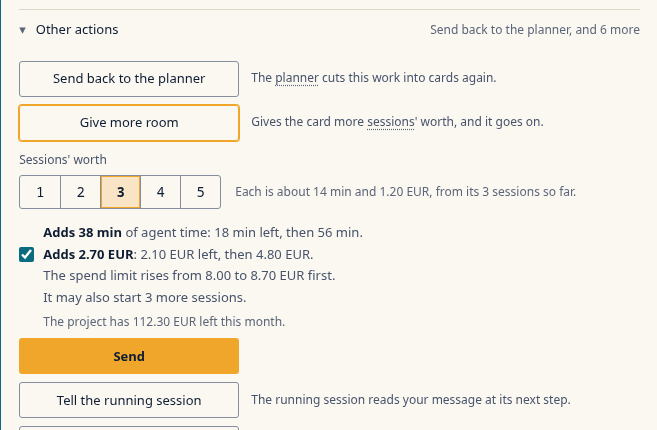 ▾ Other actions Send back to the planner, and 6 more
Send back to the planner The planner cuts this work into cards again.
Give more room Gives the card more sessions' worth, and it goes on.
Sessions' worth
1 2 3 4 5 Each is about 14 min and 1.20 EUR, from its 3 sessions so far.
Adds 38 min of agent time: 18 min left, then 56 min.
Adds 2.70 EUR: 2.10 EUR left, then 4.80 EUR.
The spend limit rises from 8.00 to 8.70 EUR first.
It may also start 3 more sessions.
The project has 112.30 EUR left this month.
Send
Tell the running session The running session reads your message at its next step.